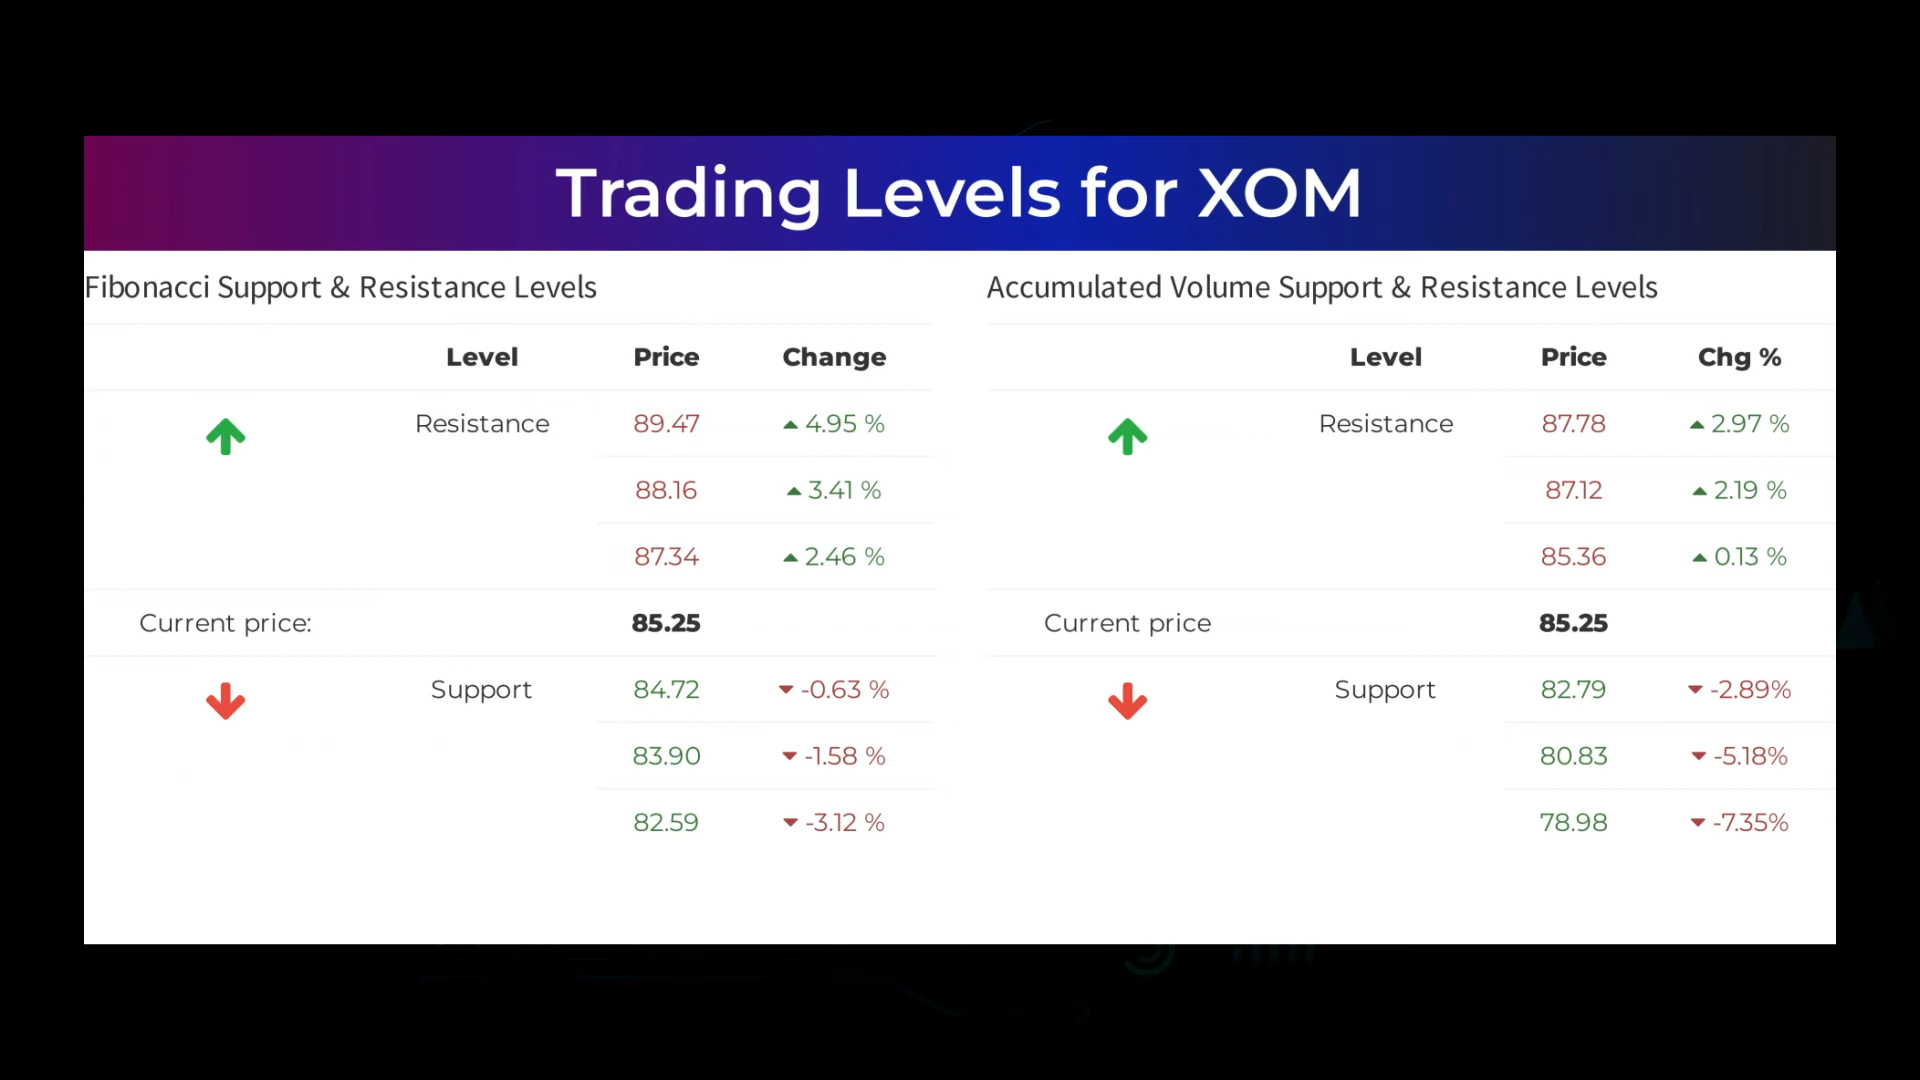 Trading Levels for XOM
Fibonacci Support & Resistance Levels
Level Price Change
Resistance 89.47 4.95 %
88.16 3.41 %
87.34 2.46 %
Current price: 85.25
Support 84.72 -0.63 %
83.90 -1.58 %
82.59 -3.12 %
Accumulated Volume Support & Resistance Levels
Level Price Chg %
Resistance 87.78 2.97 %
87.12 2.19 %
85.36 0.13 %
Current price 85.25
Support 82.79 -2.89%
80.83 -5.18%
78.98 -7.35%